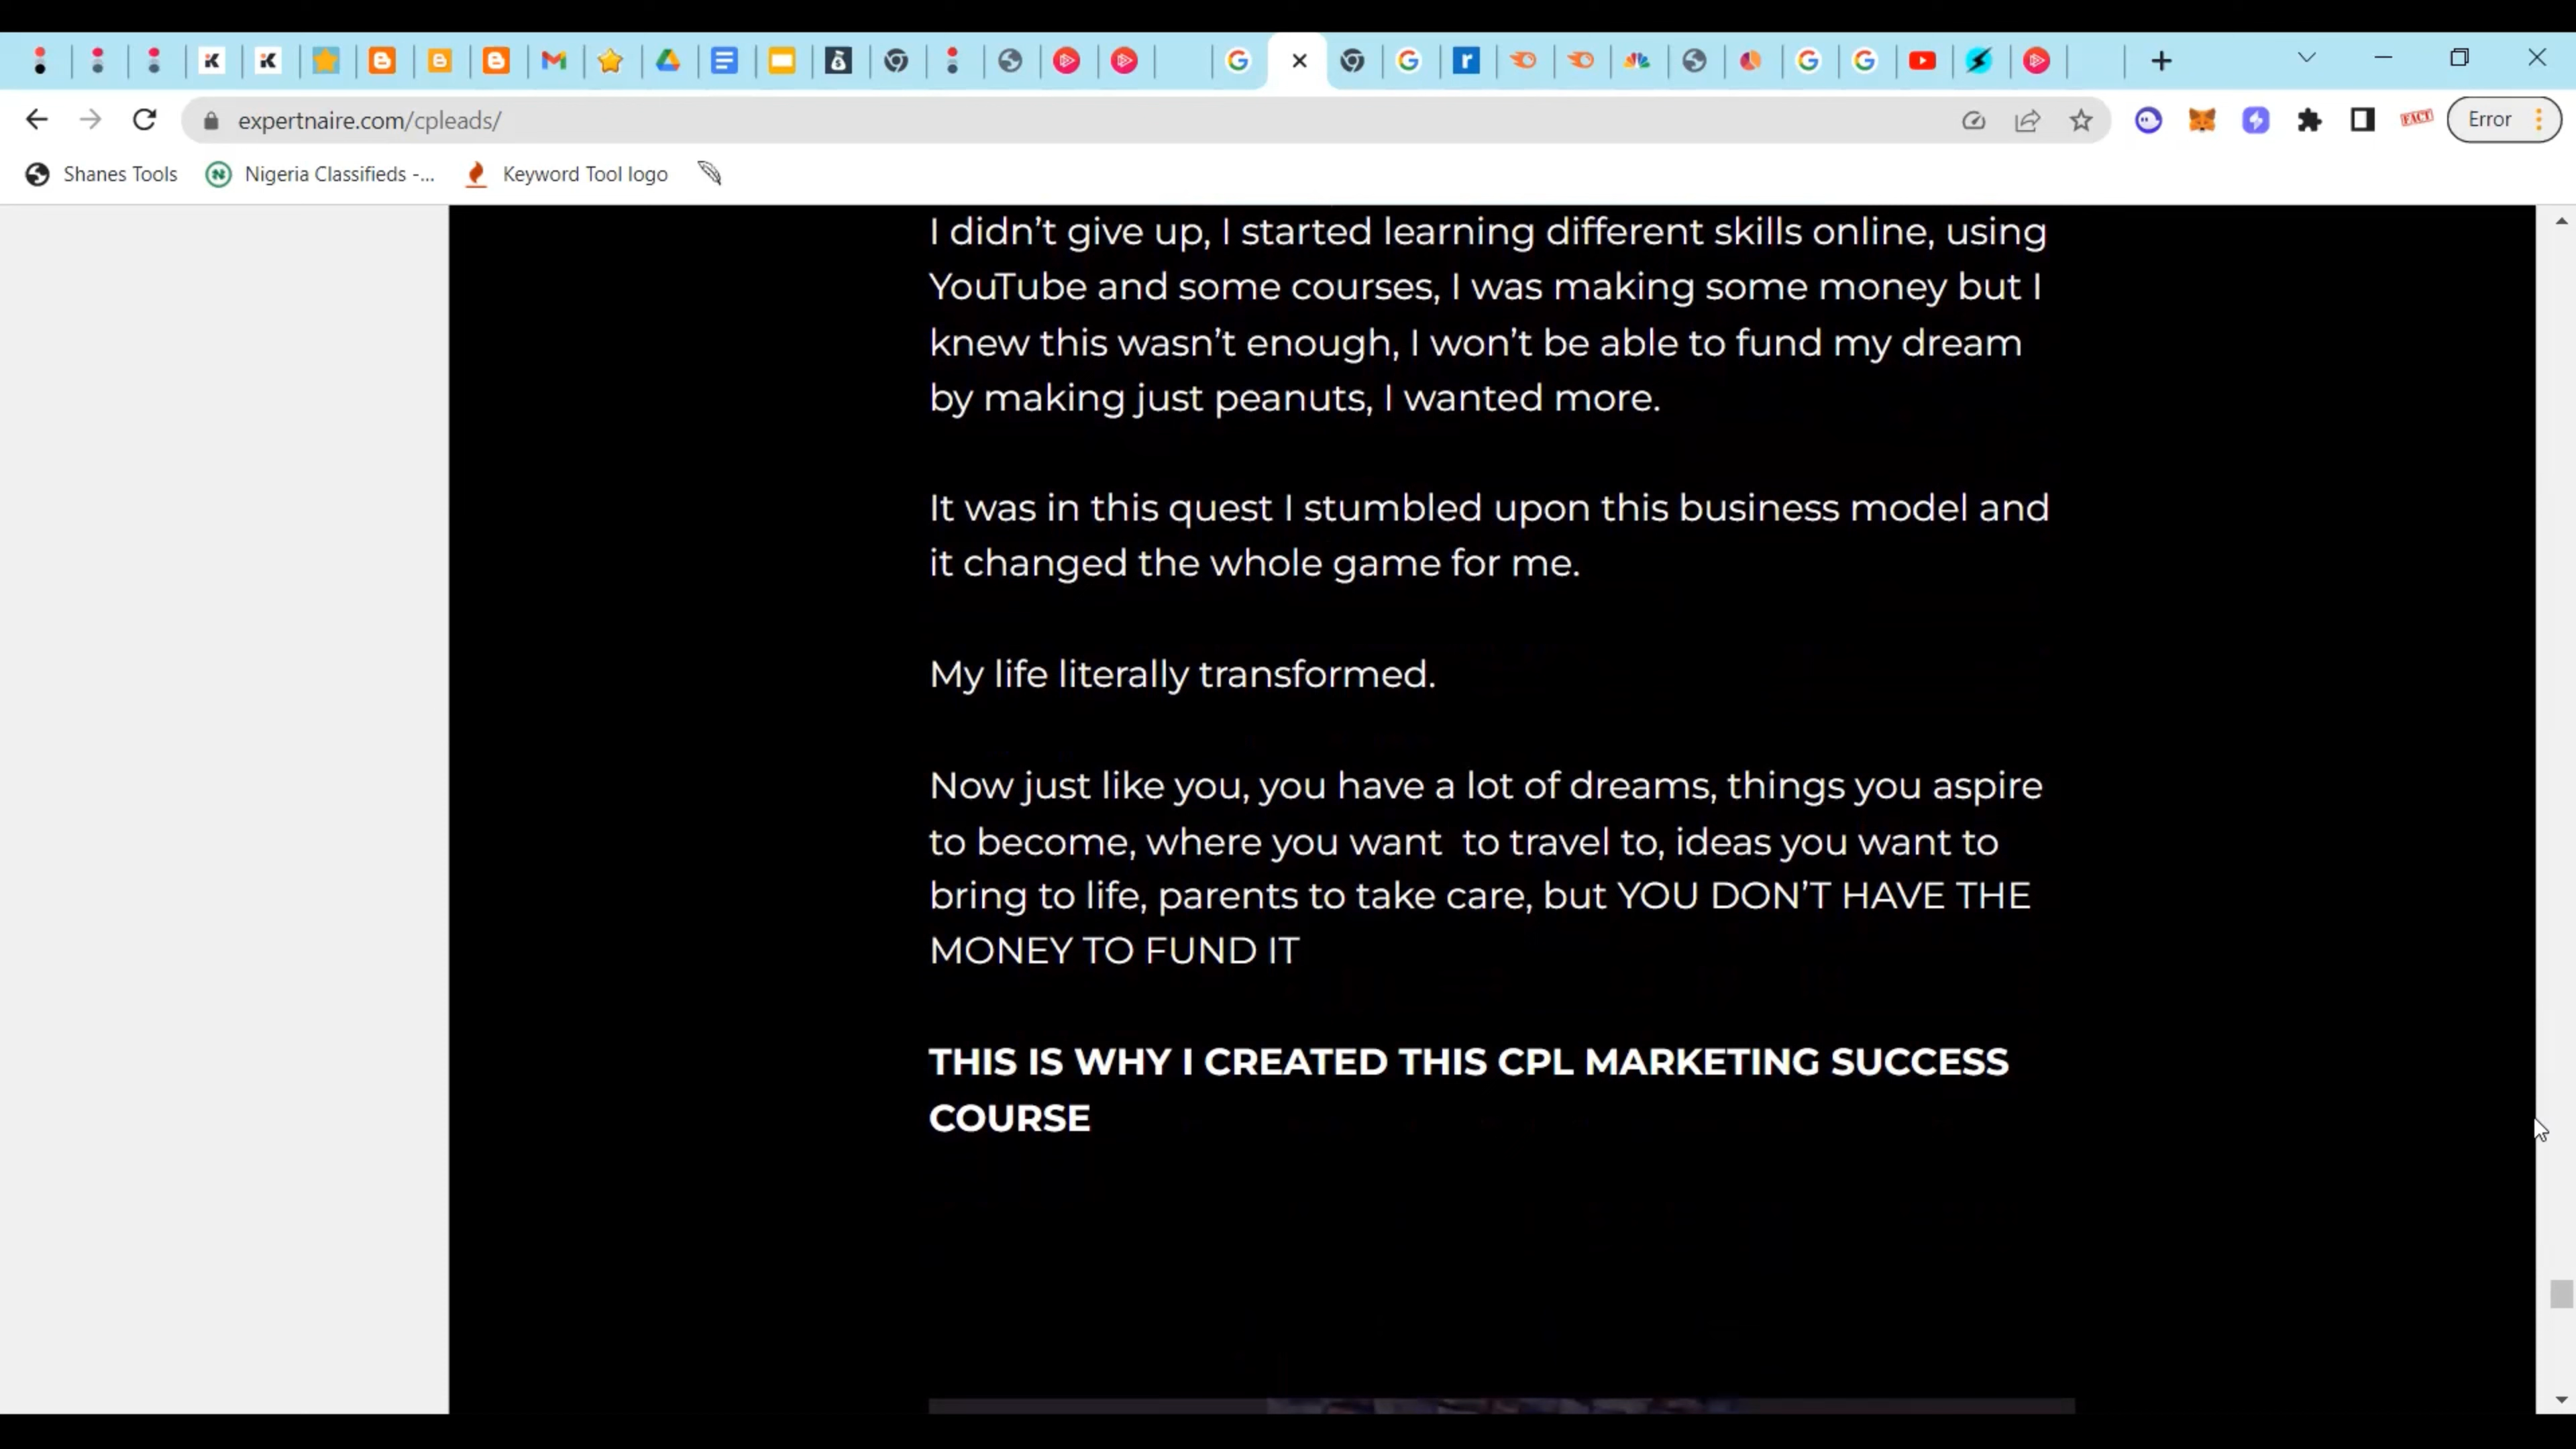 expertnaire.com/cpleads/
Error
FACT
Shanes Tools
Nigeria Classifieds -...
Keyword Tool logo
I didn’t give up, I started learning different skills online, using
YouTube and some courses, I was making some money but I
knew this wasn’t enough, I won’t be able to fund my dream
by making just peanuts, I wanted more.
It was in this quest I stumbled upon this business model and
it changed the whole game for me.
My life literally transformed.
Now just like you, you have a lot of dreams, things you aspire
to become, where you want  to travel to, ideas you want to
bring to life, parents to take care, but YOU DON’T HAVE THE
MONEY TO FUND IT
THIS IS WHY I CREATED THIS CPL MARKETING SUCCESS
COURSE